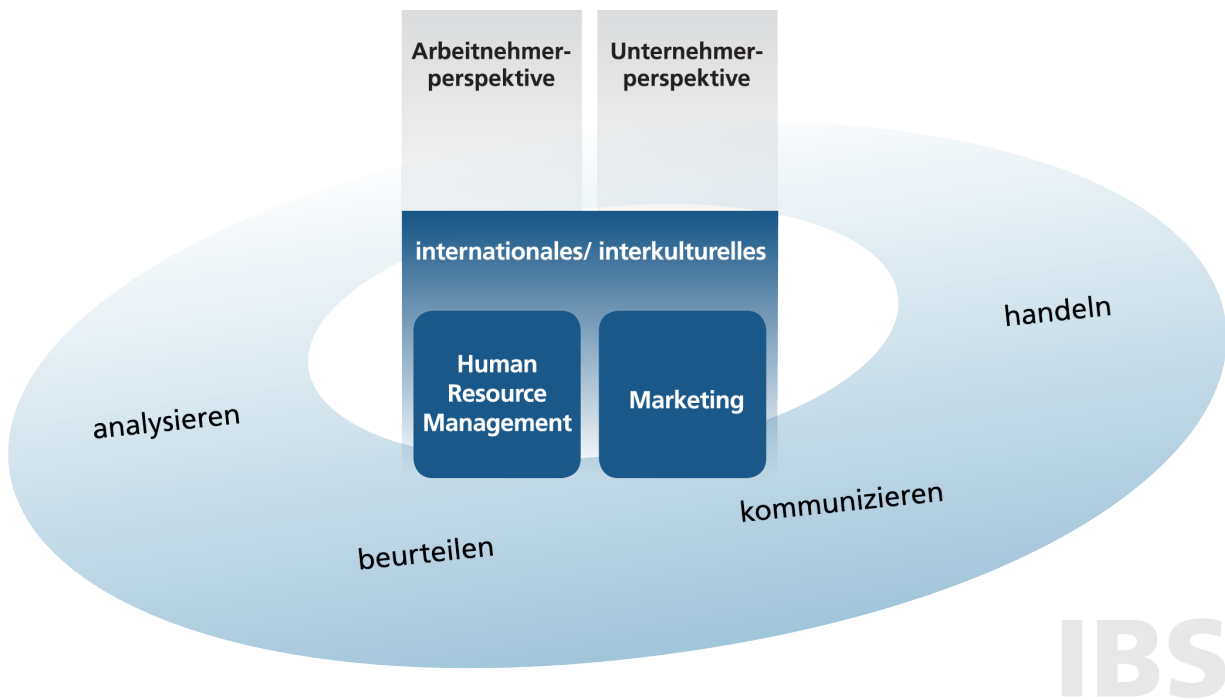 Arbeitnehmer-
perspektive
Unternehmer-
perspektive
internationales/ interkulturelles
Human
Resource
Management
Marketing
handeln
analysieren
kommunizieren
beurteilen
IBS